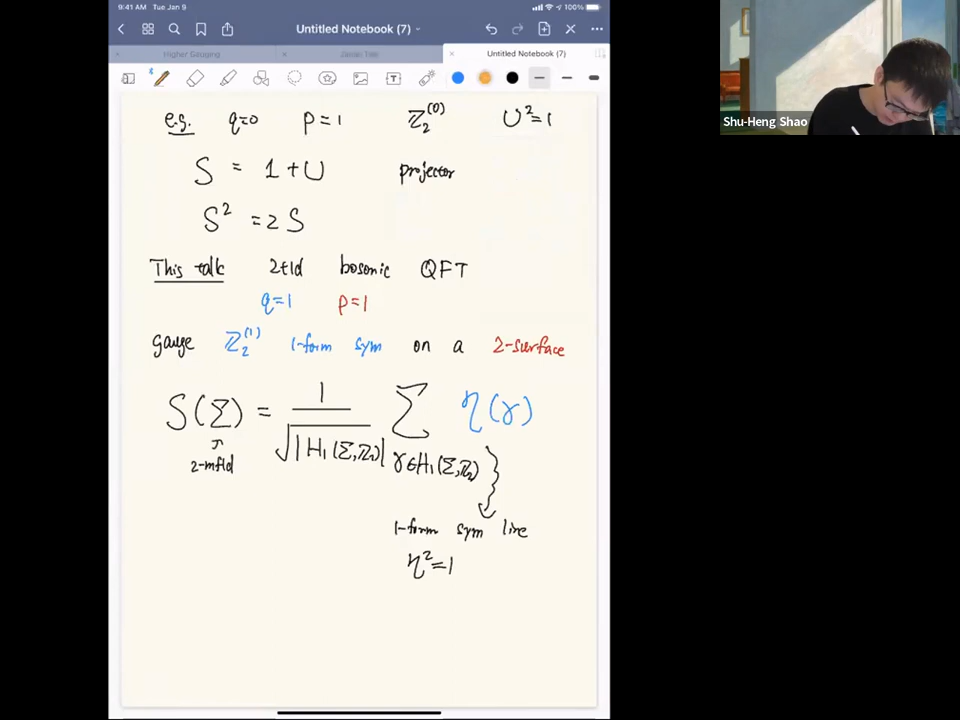 9:41 AM Tue Jan 9
100%
Untitled Notebook (7)
Higher Gauging
Untitled Notebook (7)
e.g. q=0 p=1 ℤ₂⁽⁰⁾ U²=1
S = 1+U projector
S² = 2 S
This talk 2+1d bosonic QFT
q=1 p=1
gauge ℤ₂⁽¹⁾ 1-form sym on a 2-surface
S(Σ) = 1/√|H₁(Σ,ℤ₂)| Σ_{γ∈H₁(Σ,ℤ₂)} η(γ)
2-mfld
1-form sym line
η²=1
Shu-Heng Shao